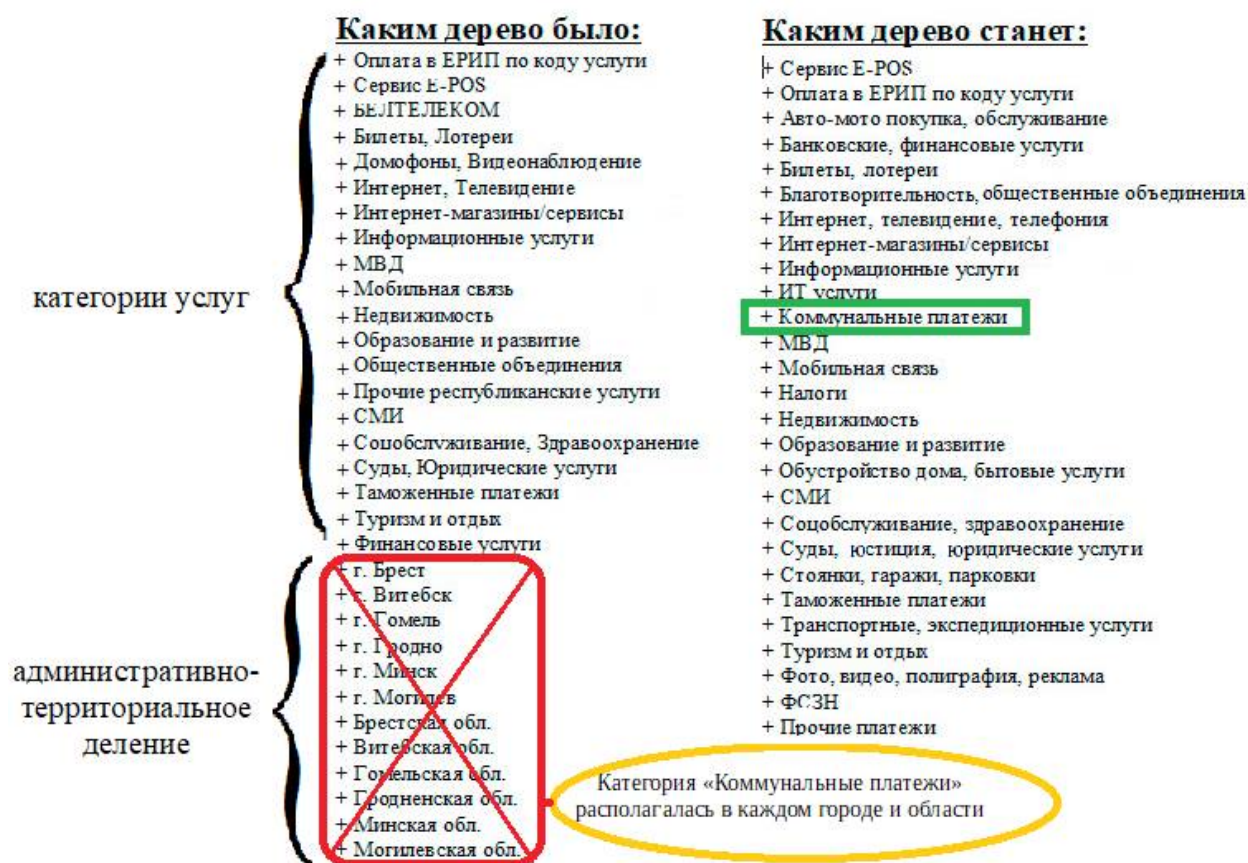 Каким дерево было:
+ Оплата в ЕРИП по коду услуги
+ Сервис E-POS
+ БЕЛТЕЛЕКОМ
+ Билеты, Лотереи
+ Домофоны, Видеонаблюдение
+ Интернет, Телевидение
+ Интернет-магазины/сервисы
+ Информационные услуги
+ МВД
+ Мобильная связь
+ Недвижимость
+ Образование и развитие
+ Общественные объединения
+ Прочие республиканские услуги
+ СМИ
+ Соцобслуживание, Здравоохранение
+ Суды, Юридические услуги
+ Таможенные платежи
+ Туризм и отдых
+ Финансовые услуги
+ г. Брест
+ г. Витебск
+ г. Гомель
+ г. Гродно
+ г. Минск
+ г. Могилев
+ Брестская обл.
+ Витебская обл.
+ Гомельская обл.
+ Гродненская обл.
+ Минская обл.
+ Могилевская обл.
категории услуг
административно-
территориальное
деление
Каким дерево станет:
+ Сервис E-POS
+ Оплата в ЕРИП по коду услуги
+ Авто-мото покупка, обслуживание
+ Банковские, финансовые услуги
+ Билеты, лотереи
+ Благотворительность, общественные объединения
+ Интернет, телевидение, телефония
+ Интернет-магазины/сервисы
+ Информационные услуги
+ ИТ услуги
+ Коммунальные платежи
+ МВД
+ Мобильная связь
+ Налоги
+ Недвижимость
+ Образование и развитие
+ Обустройство дома, бытовые услуги
+ СМИ
+ Соцобслуживание, здравоохранение
+ Суды, юстиция, юридические услуги
+ Стоянки, гаражи, парковки
+ Таможенные платежи
+ Транспортные, экспедиционные услуги
+ Туризм и отдых
+ Фото, видео, полиграфия, реклама
+ ФСЗН
+ Прочие платежи
Категория «Коммунальные платежи»
располагалась в каждом городе и области